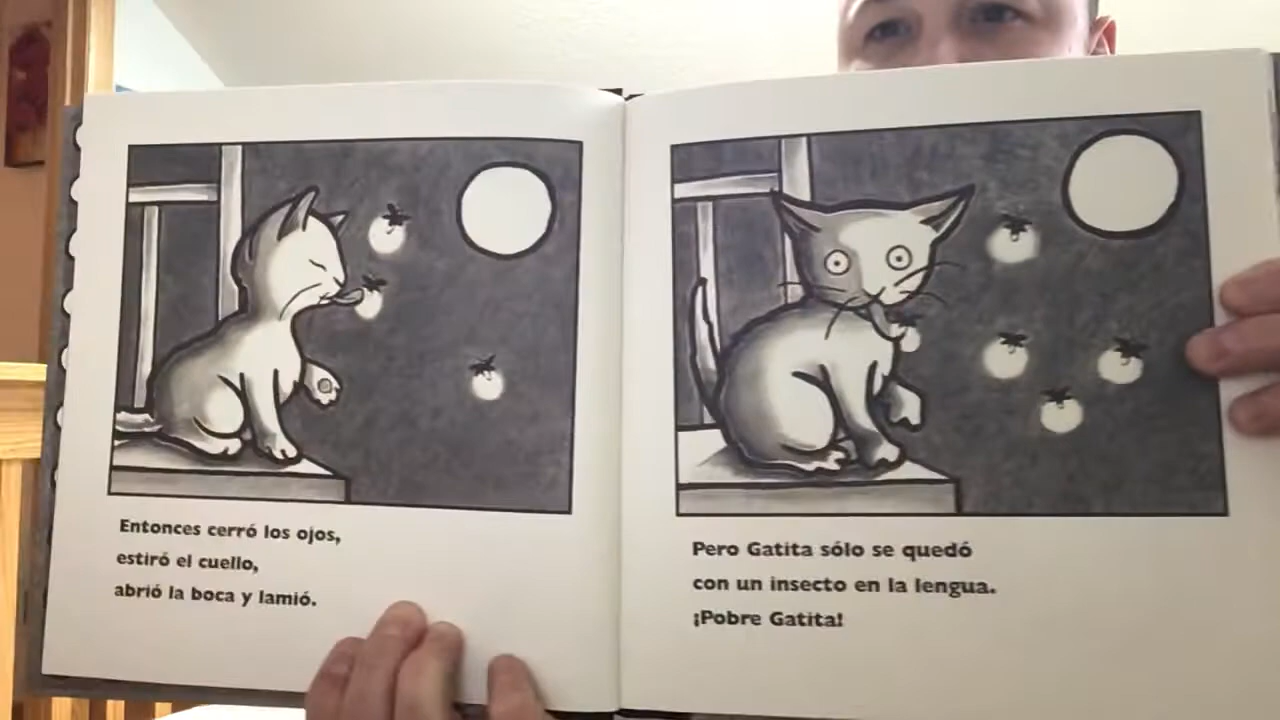 Entonces cerró los ojos,
estiró el cuello,
abrió la boca y lamió.
Pero Gatita sólo se quedó
con un insecto en la lengua.
¡Pobre Gatita!